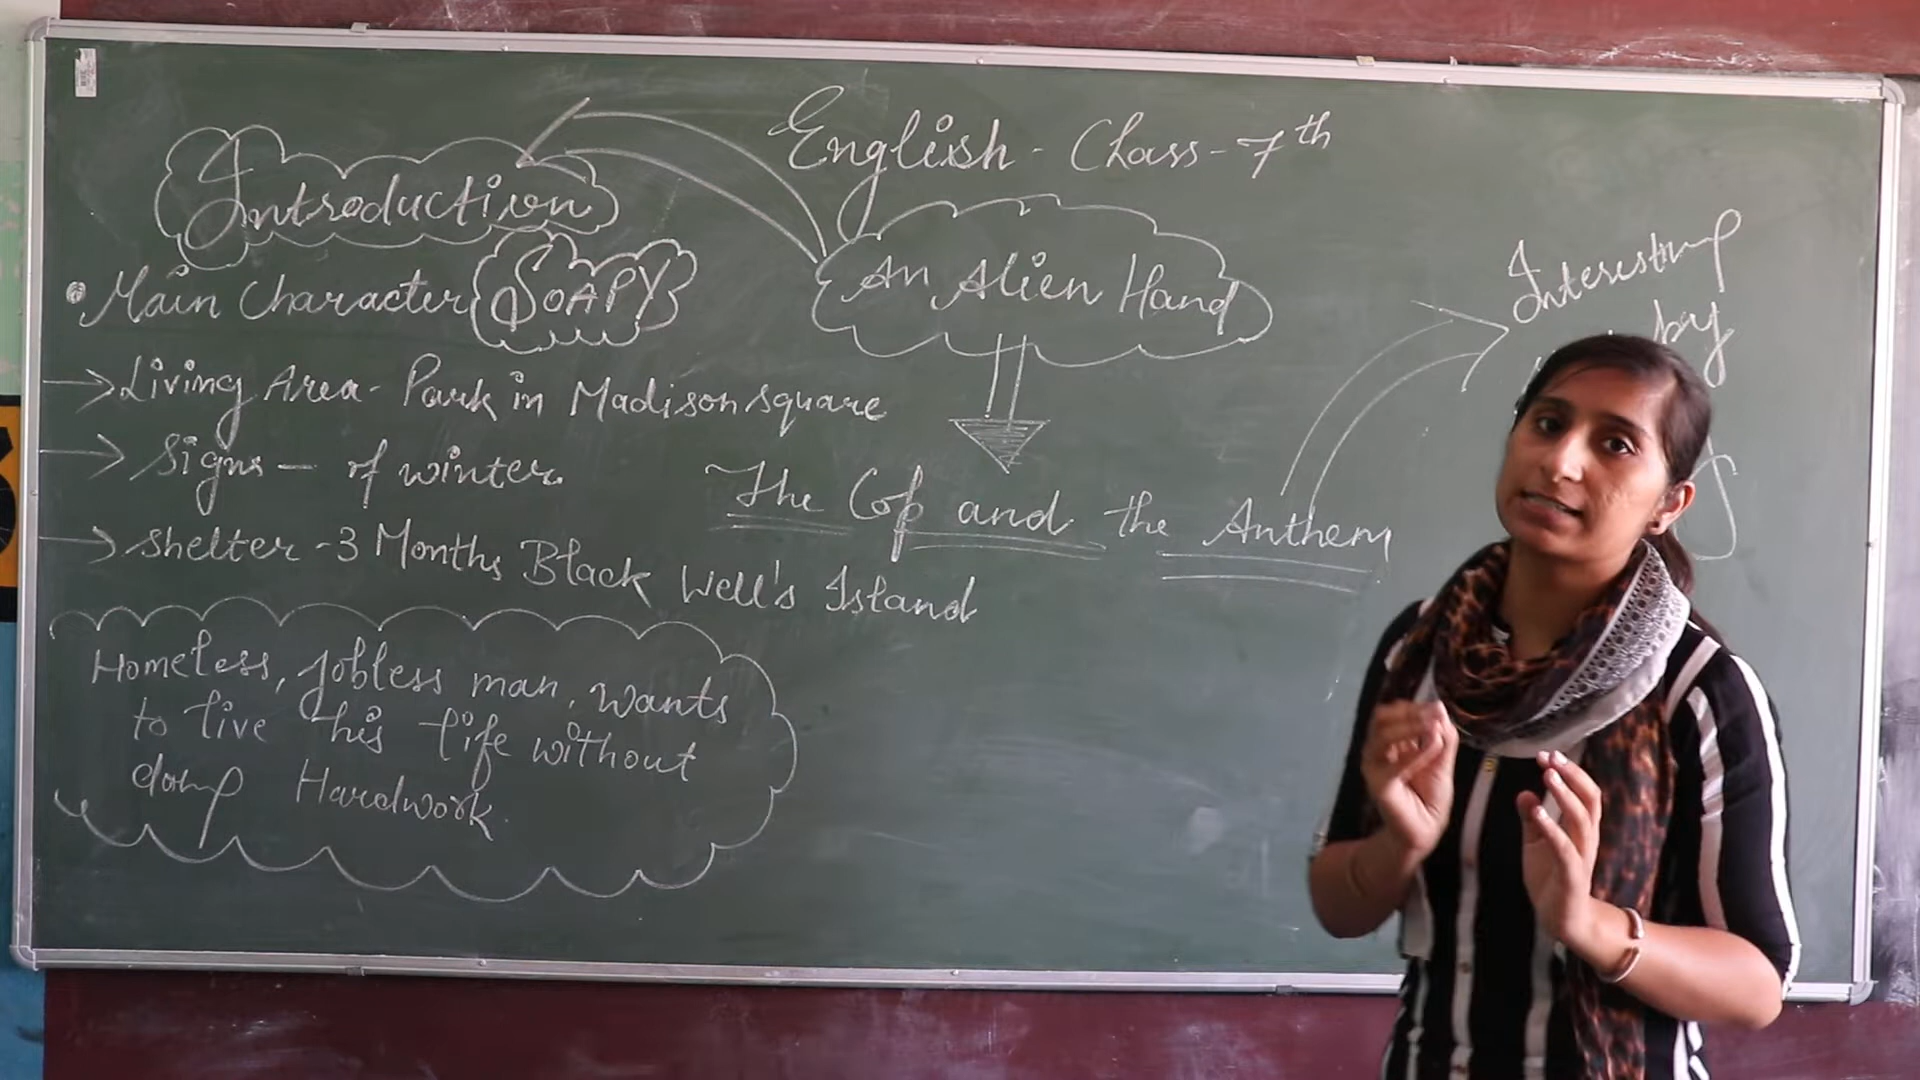 English - Class - 7th
Introduction
An Alien Hand
• Main Character SOAPY
→ Living Area - Park in Madison square
→ Signs — of winter.
→ Shelter - 3 Months Black Well's Island
The Cop and the Anthem
Interesting
by
Homeless, jobless man, wants
to live his life without
doing Hardwork.